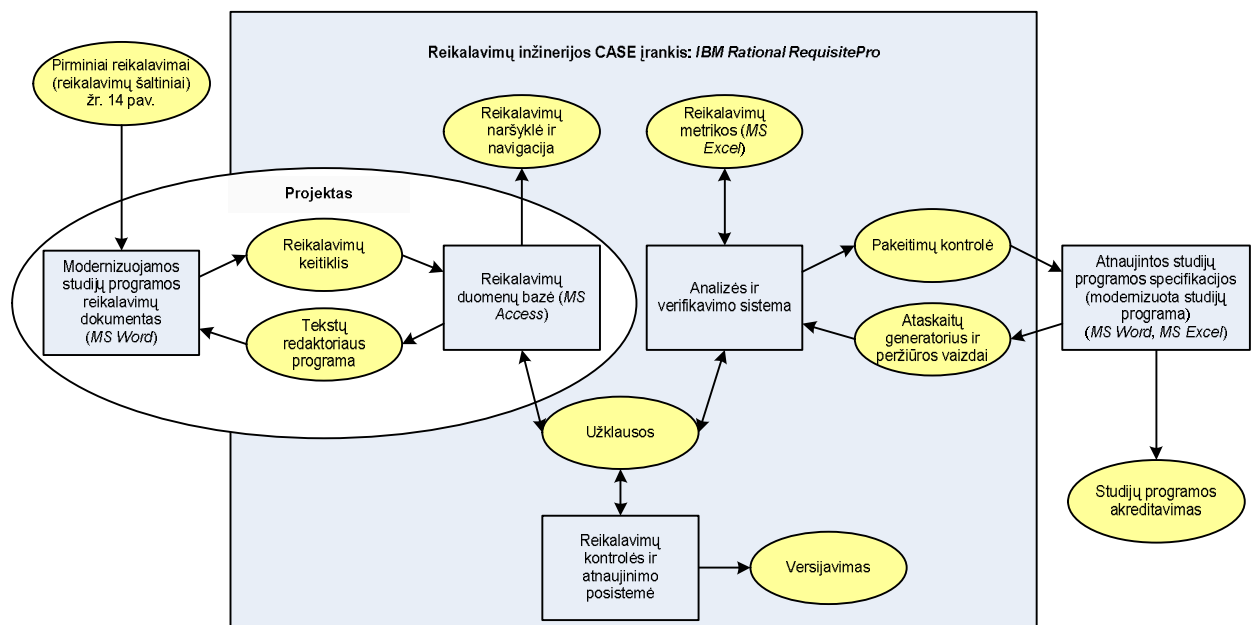 Reikalavimų inžinerijos CASE įrankis: IBM Rational RequisitePro
Pirminiai reikalavimai
(reikalavimų šaltiniai)
žr. 14 pav.
Reikalavimų
naršyklė ir
navigacija
Reikalavimų
metrikos (MS
Excel)
Projektas
Modernizuojamos
studijų programos
reikalavimų
dokumentas
(MS Word)
Reikalavimų
keitiklis
Tekstų
redaktoriaus
programa
Reikalavimų
duomenų bazė (MS
Access)
Analizės ir
verifikavimo sistema
Pakeitimų kontrolė
Ataskaitų
generatorius ir
peržiūros vaizdai
Atnaujintos studijų
programos specifikacijos
(modernizuota studijų
programa)
(MS Word, MS Excel)
Užklausos
Studijų programos
akreditavimas
Reikalavimų
kontrolės ir
atnaujinimo
posistemė
Versijavimas